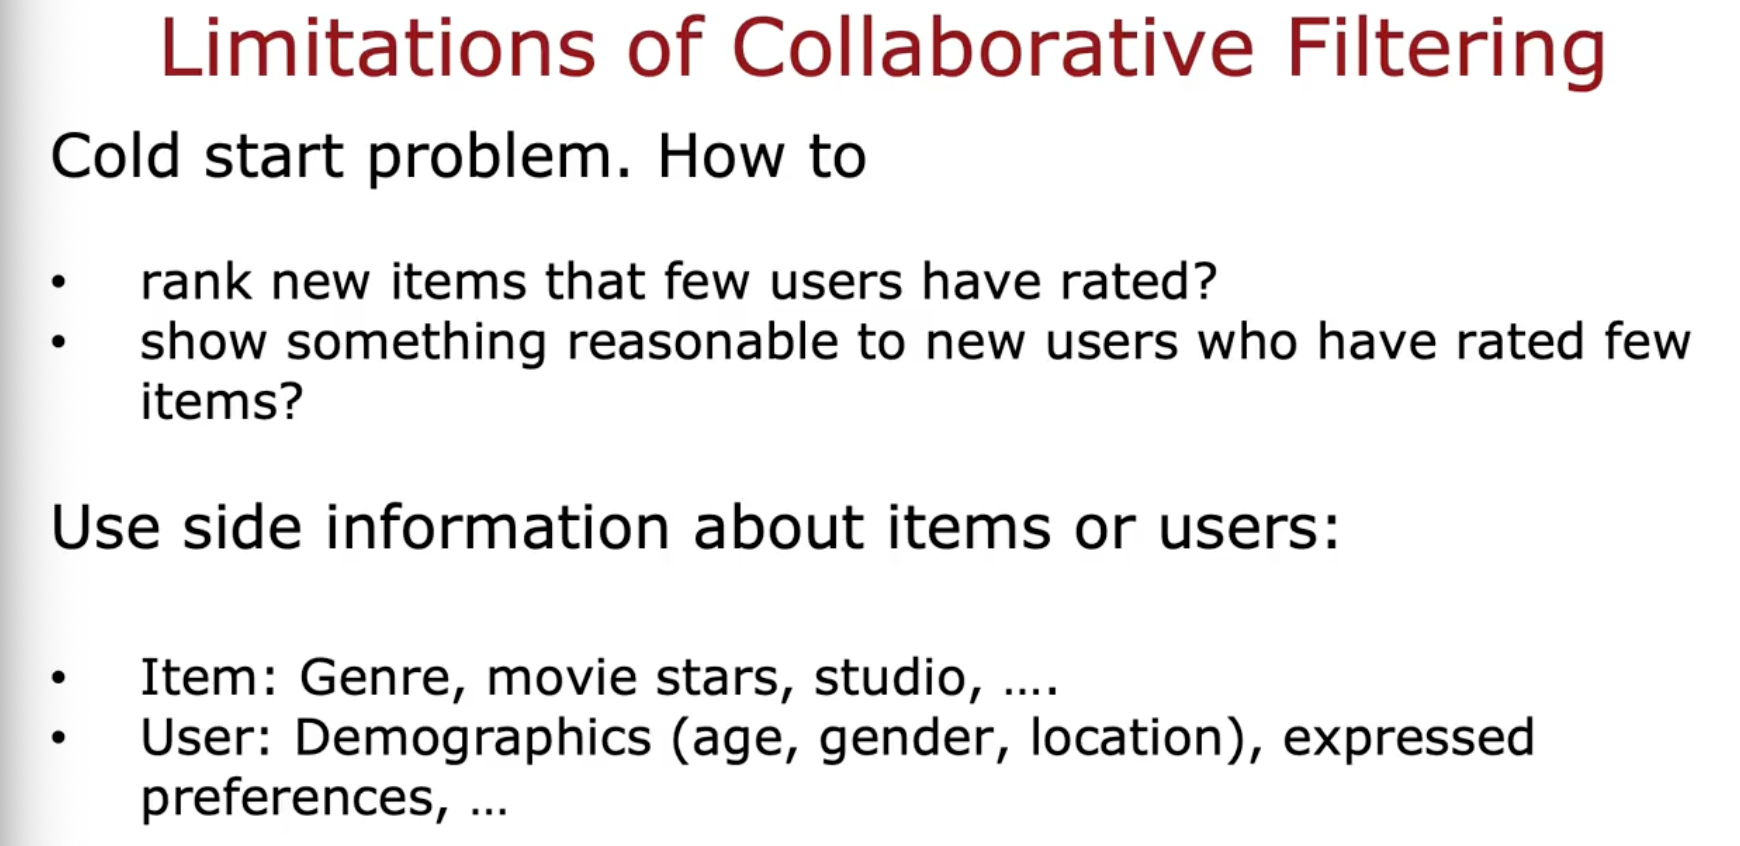 Limitations of Collaborative Filtering
Cold start problem. How to
• rank new items that few users have rated?
• show something reasonable to new users who have rated few
items?
Use side information about items or users:
• Item: Genre, movie stars, studio, ....
• User: Demographics (age, gender, location), expressed
preferences, ...